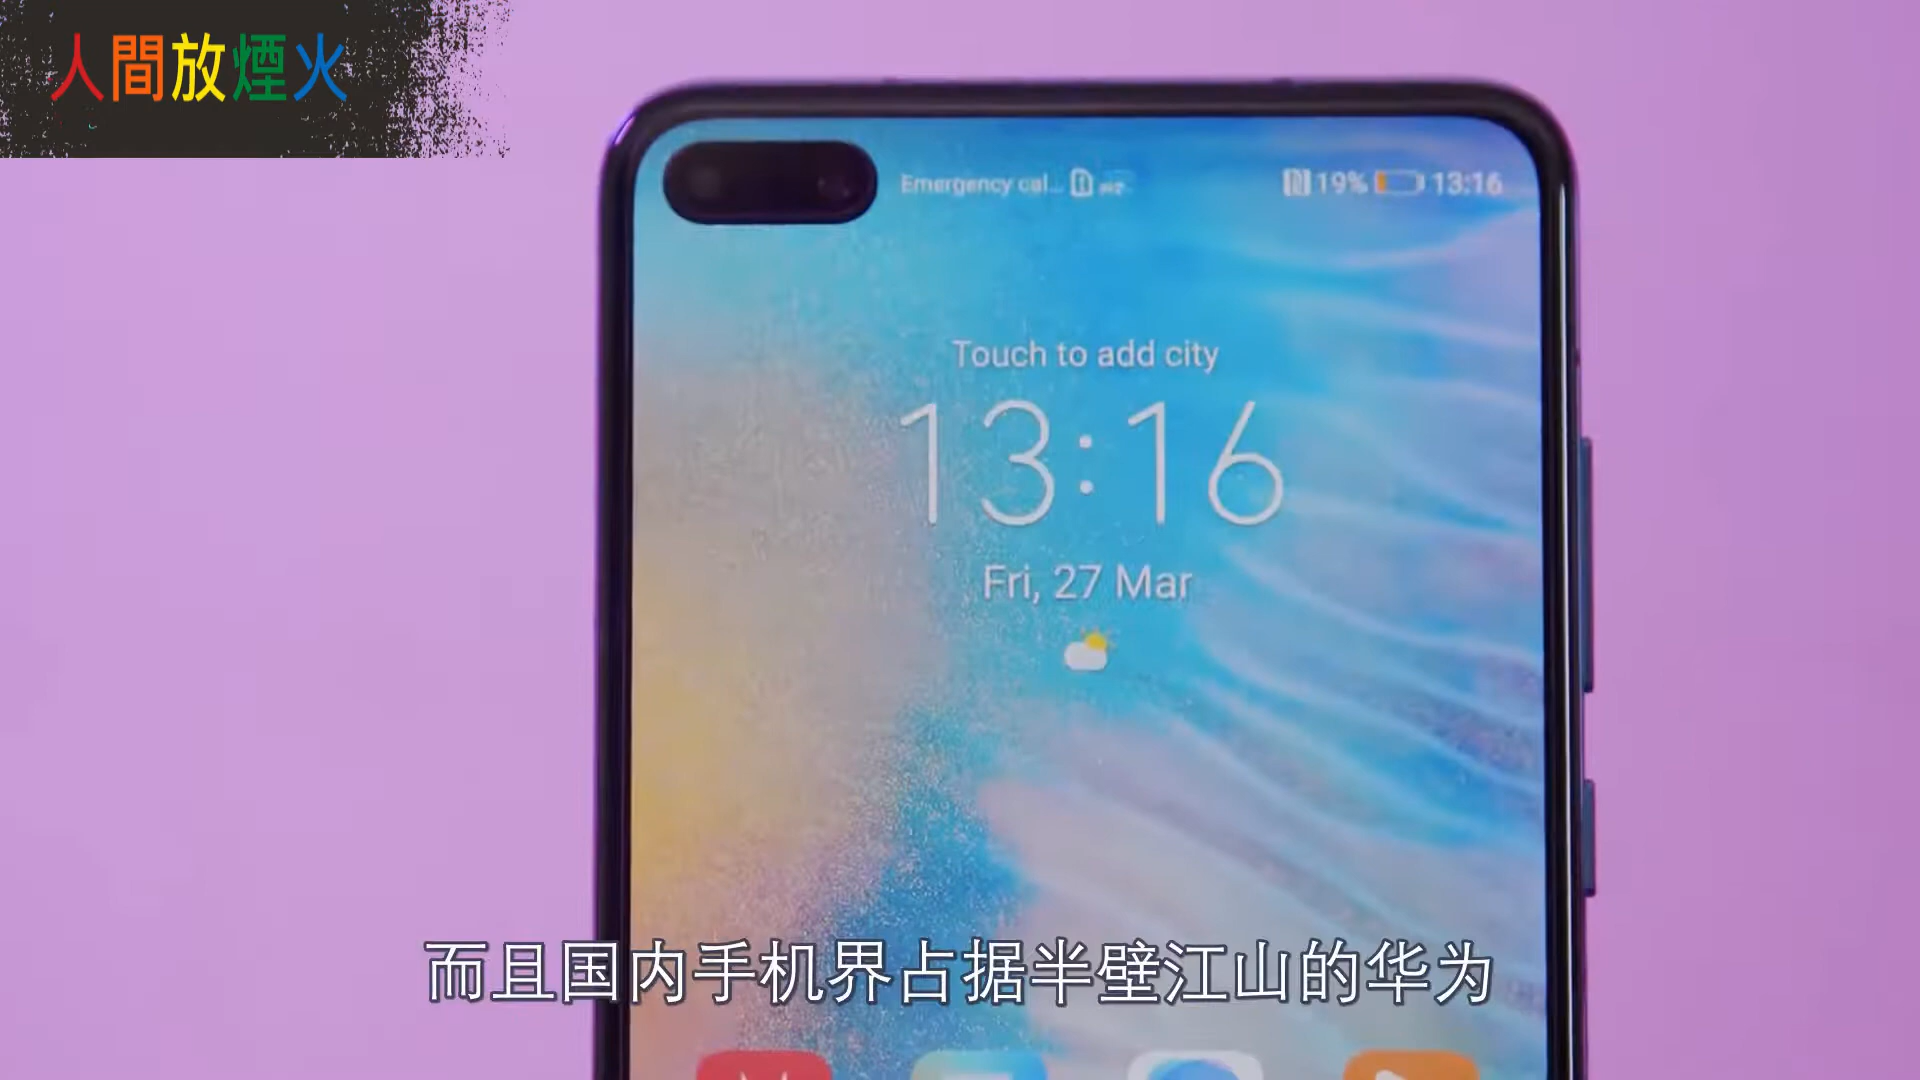 人間放煙火
Emergency cal...
19% 13:16
Touch to add city
13:16
Fri, 27 Mar
而且国内手机界占据半壁江山的华为